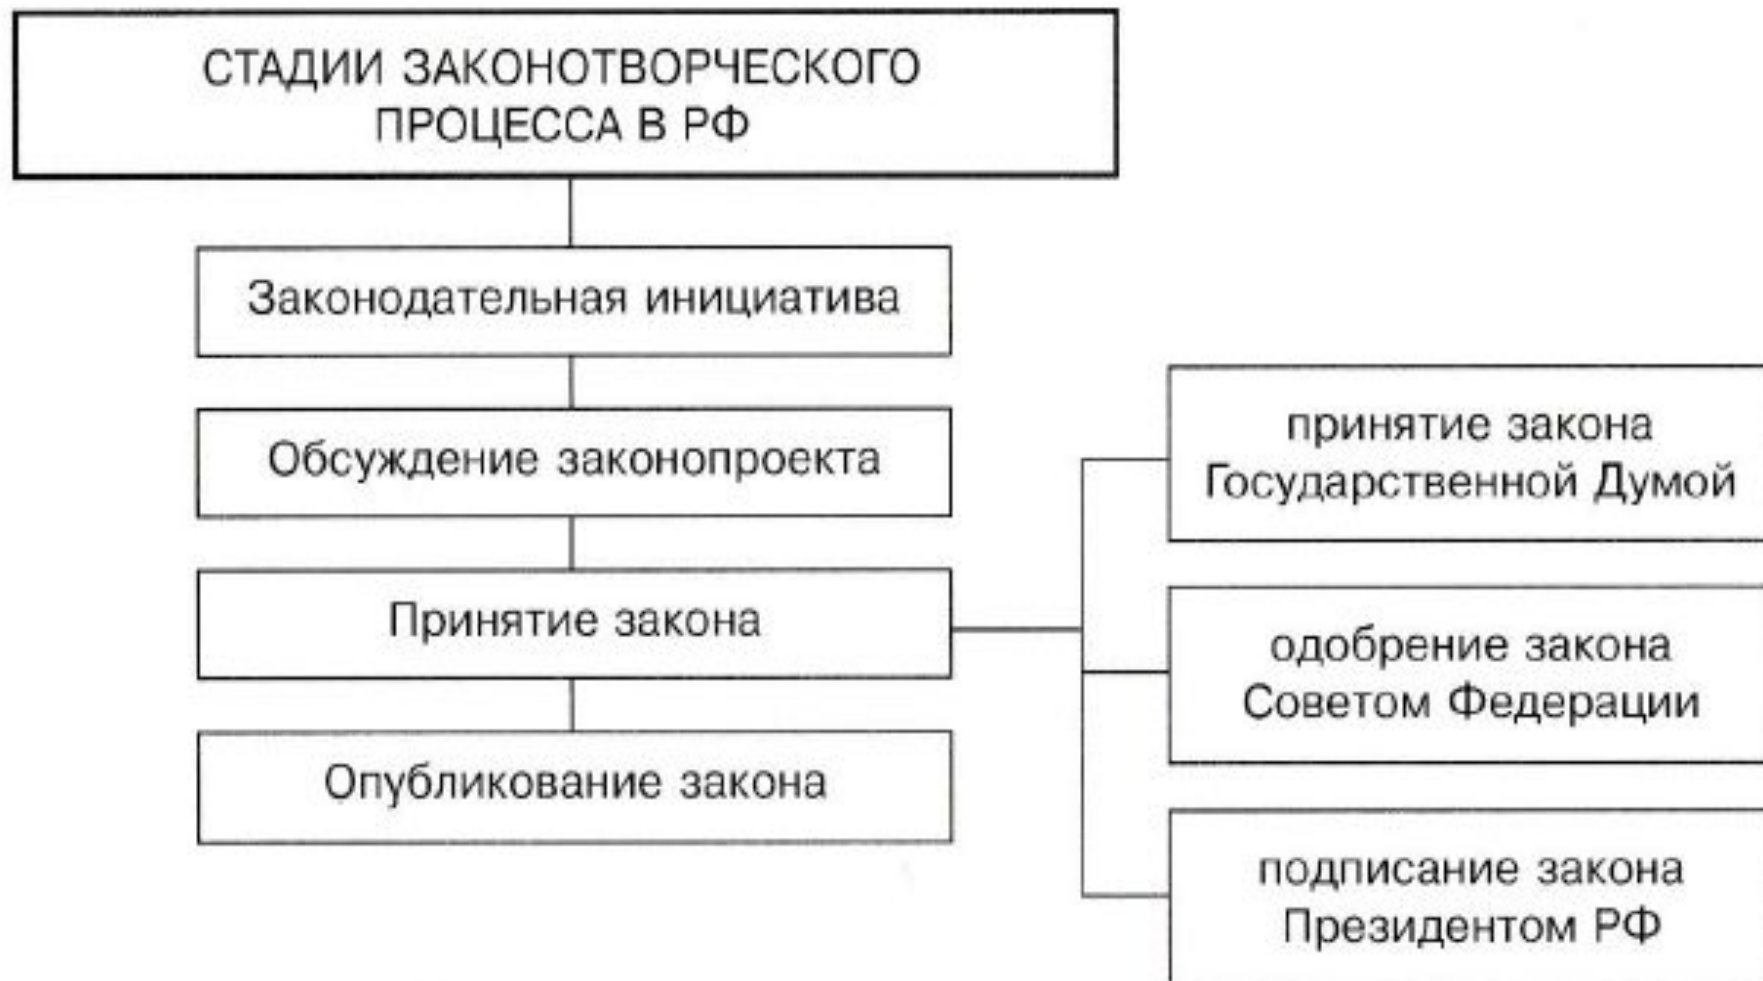 СТАДИИ ЗАКОНОТВОРЧЕСКОГО
ПРОЦЕССА В РФ
Законодательная инициатива
Обсуждение законопроекта
Принятие закона
Опубликование закона
принятие закона
Государственной Думой
одобрение закона
Советом Федерации
подписание закона
Президентом РФ